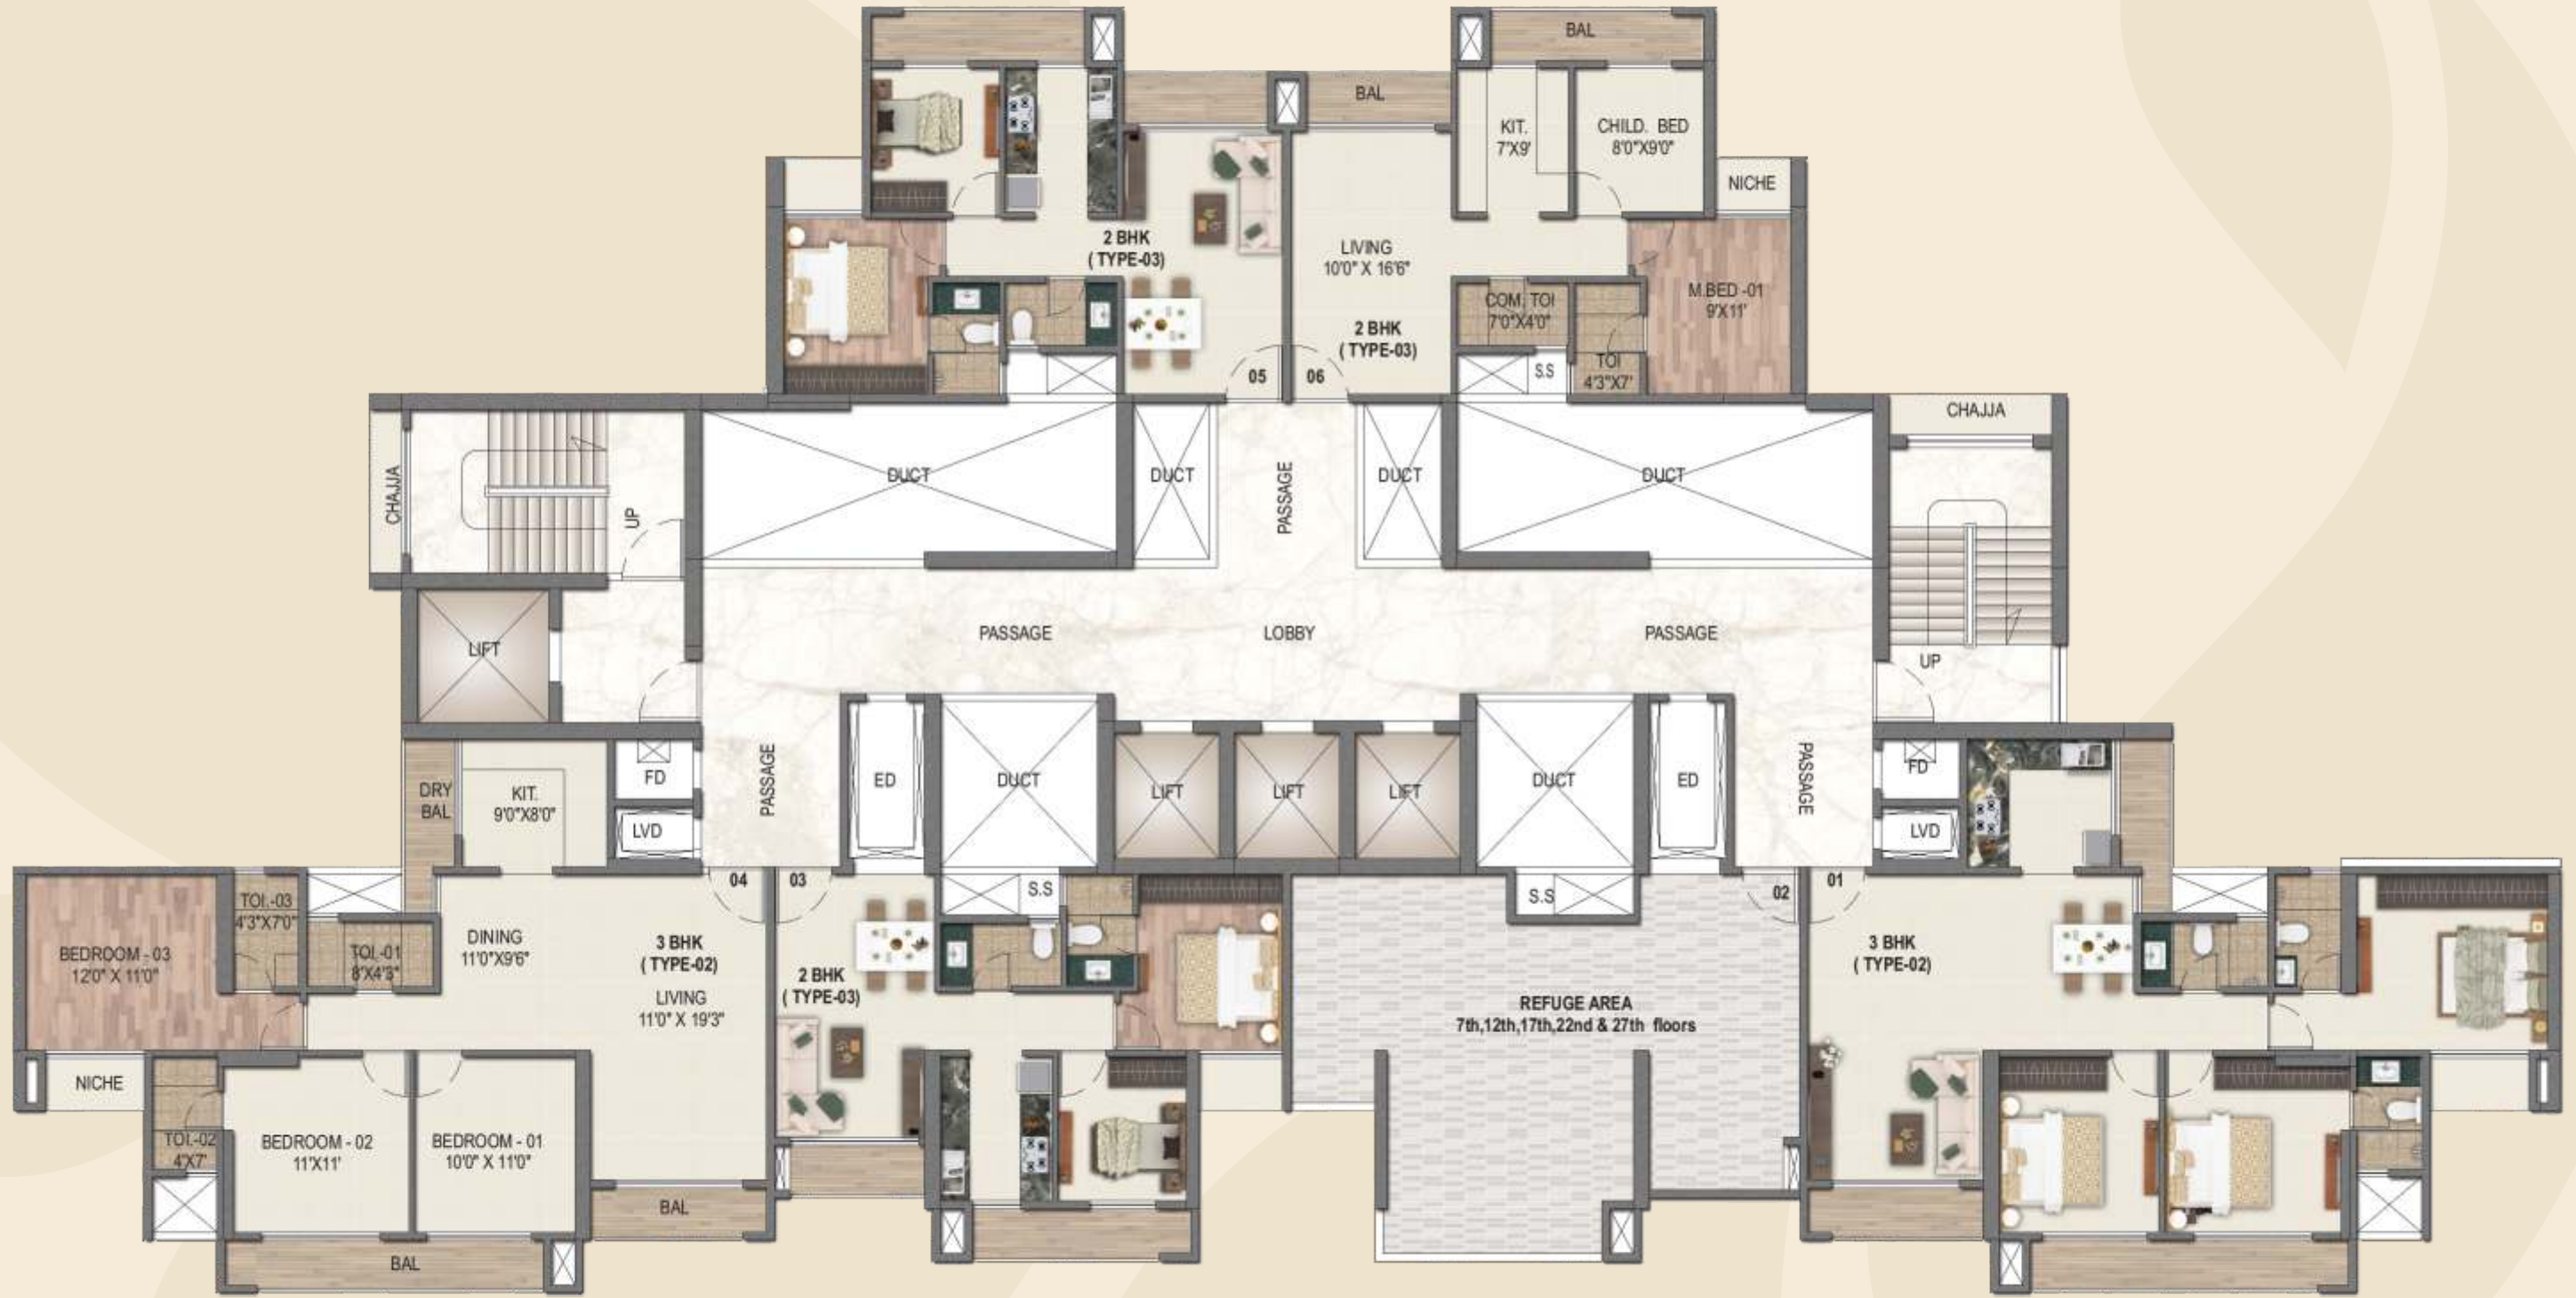 BAL
BAL
KIT.
7'X9'
CHILD. BED
8'0"X9'0"
NICHE
2 BHK
( TYPE-03)
LIVING
10'0" X 16'6"
M.BED -01
9'X11'
COM. TOI
7'0"X4'0"
2 BHK
( TYPE-03)
TOI
4'3"X7'
S.S
05
06
CHAJJA
CHAJJA
UP
DUCT
DUCT
PASSAGE
DUCT
DUCT
LIFT
PASSAGE
LOBBY
PASSAGE
UP
DRY
BAL
KIT.
9'0"X8'0"
FD
LVD
PASSAGE
ED
DUCT
LIFT
LIFT
LIFT
DUCT
ED
PASSAGE
FD
LVD
04
03
S.S
S.S
02
01
BEDROOM - 03
12'0" X 11'0"
TOI.-03
4'3"X7'0"
TOI.-01
8'X4'3"
DINING
11'0"X9'6"
3 BHK
( TYPE-02)
LIVING
11'0" X 19'3"
2 BHK
( TYPE-03)
REFUGE AREA
7th,12th,17th,22nd & 27th floors
3 BHK
( TYPE-02)
NICHE
TOI.-02
4'X7'
BEDROOM - 02
11'X11'
BEDROOM - 01
10'0" X 11'0"
BAL
BAL